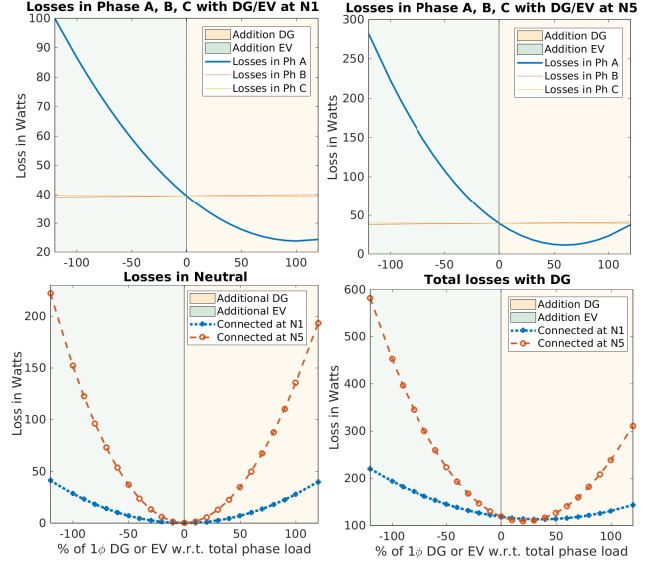 Losses in Phase A, B, C with DG/EV at N1
Loss in Watts
100
90
80
70
60
50
40
30
20
-100
-50
0
50
100
Addition DG
Addition EV
Losses in Ph A
Losses in Ph B
Losses in Ph C
Losses in Phase A, B, C with DG/EV at N5
Loss in Watts
300
250
200
150
100
50
0
-100
-50
0
50
100
Addition DG
Addition EV
Losses in Ph A
Losses in Ph B
Losses in Ph C
Losses in Neutral
Loss in Watts
200
150
100
50
0
-100
-50
0
50
100
Additional DG
Additional EV
Connected at N1
Connected at N5
% of 1ϕ DG or EV w.r.t. total phase load
Total losses with DG
Loss in Watts
600
500
400
300
200
100
-100
-50
0
50
100
Addition DG
Addition EV
Connected at N1
Connected at N5
% of 1ϕ DG or EV w.r.t. total phase load